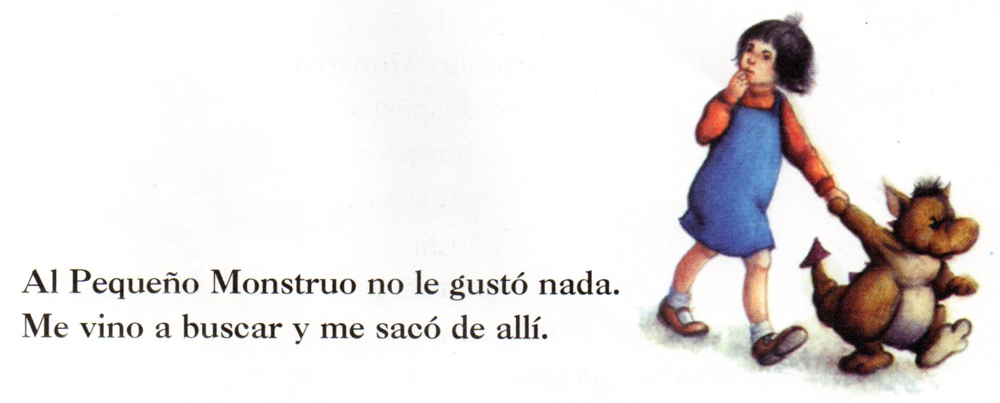 Al Pequeño Monstruo no le gustó nada.
Me vino a buscar y me sacó de allí.